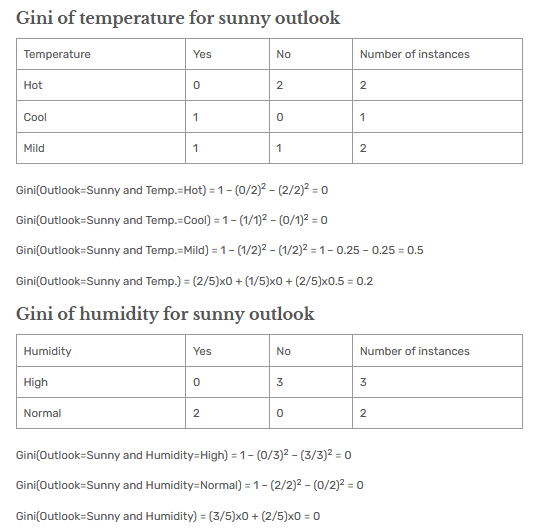 Gini of temperature for sunny outlook
Temperature Yes No Number of instances
Hot 0 2 2
Cool 1 0 1
Mild 1 1 2
Gini(Outlook=Sunny and Temp.=Hot) = 1 – (0/2)² – (2/2)² = 0
Gini(Outlook=Sunny and Temp.=Cool) = 1 – (1/1)² – (0/1)² = 0
Gini(Outlook=Sunny and Temp.=Mild) = 1 – (1/2)² – (1/2)² = 1 – 0.25 – 0.25 = 0.5
Gini(Outlook=Sunny and Temp.) = (2/5)x0 + (1/5)x0 + (2/5)x0.5 = 0.2
Gini of humidity for sunny outlook
Humidity Yes No Number of instances
High 0 3 3
Normal 2 0 2
Gini(Outlook=Sunny and Humidity=High) = 1 – (0/3)² – (3/3)² = 0
Gini(Outlook=Sunny and Humidity=Normal) = 1 – (2/2)² – (0/2)² = 0
Gini(Outlook=Sunny and Humidity) = (3/5)x0 + (2/5)x0 = 0